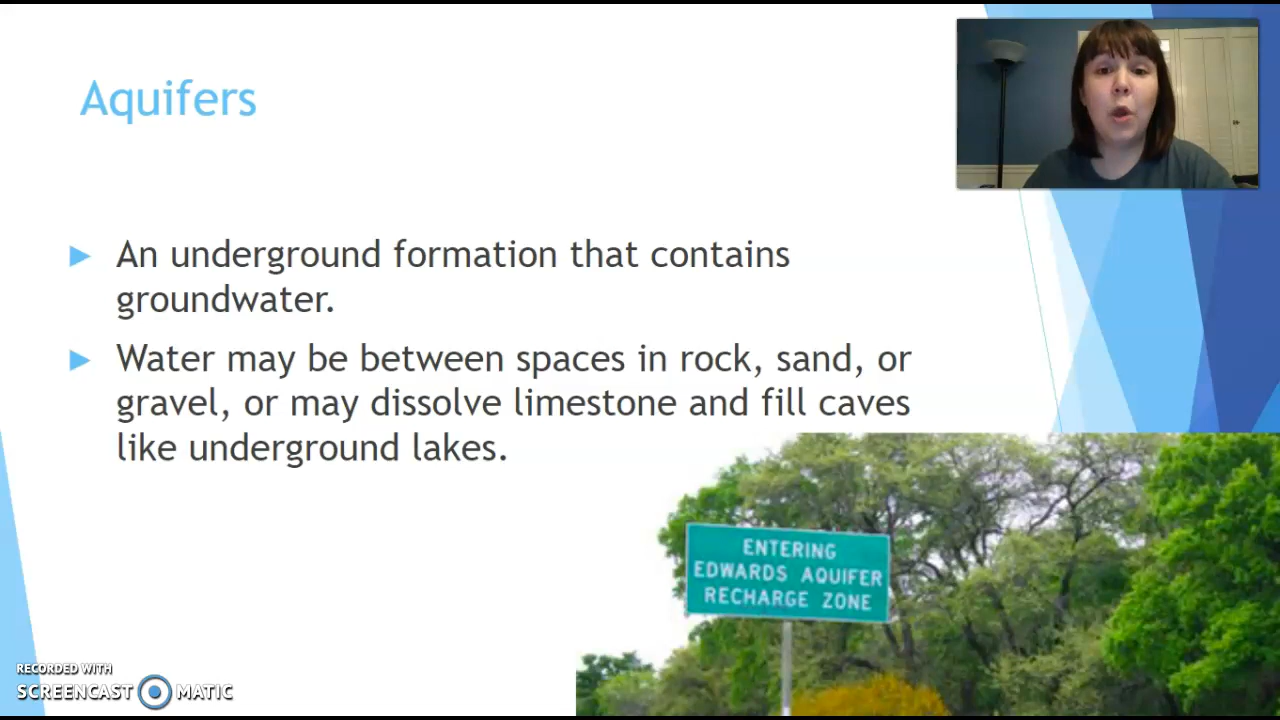 Aquifers
An underground formation that contains
groundwater.
Water may be between spaces in rock, sand, or
gravel, or may dissolve limestone and fill caves
like underground lakes.
ENTERING
EDWARDS AQUIFER
RECHARGE ZONE
RECORDED WITH
SCREENCAST MATIC